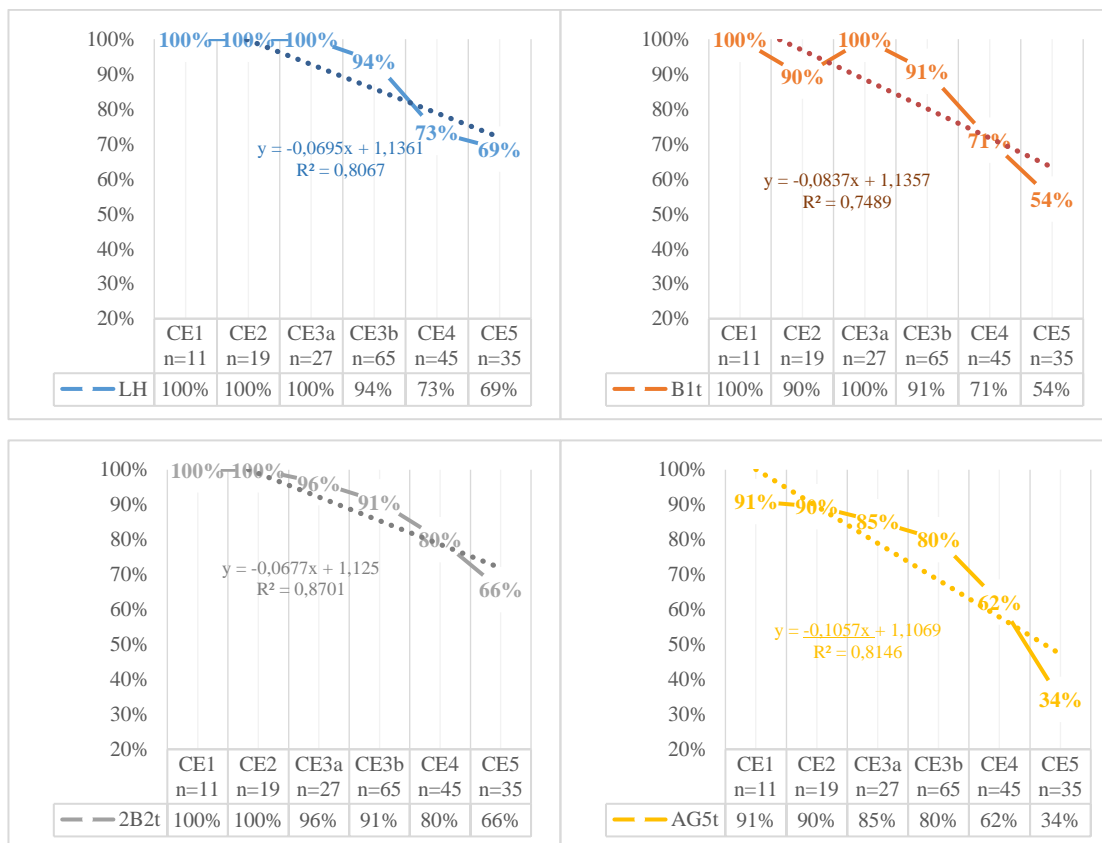 100%
90%
80%
70%
60%
50%
40%
30%
20%
100% 100% 100% 94% 73% 69%
y = -0,0695x + 1,1361
R² = 0,8067
CE1 CE2 CE3a CE3b CE4 CE5
n=11 n=19 n=27 n=65 n=45 n=35
LH 100% 100% 100% 94% 73% 69%
100%
90%
80%
70%
60%
50%
40%
30%
20%
100% 90% 100% 91% 71% 54%
y = -0,0837x + 1,1357
R² = 0,7489
CE1 CE2 CE3a CE3b CE4 CE5
n=11 n=19 n=27 n=65 n=45 n=35
B1t 100% 90% 100% 91% 71% 54%
100%
90%
80%
70%
60%
50%
40%
30%
20%
100% 100% 96% 91% 80% 66%
y = -0,0677x + 1,125
R² = 0,8701
CE1 CE2 CE3a CE3b CE4 CE5
n=11 n=19 n=27 n=65 n=45 n=35
2B2t 100% 100% 96% 91% 80% 66%
100%
90%
80%
70%
60%
50%
40%
30%
20%
91% 90% 85% 80% 62% 34%
y = -0,1057x + 1,1069
R² = 0,8146
CE1 CE2 CE3a CE3b CE4 CE5
n=11 n=19 n=27 n=65 n=45 n=35
AG5t 91% 90% 85% 80% 62% 34%